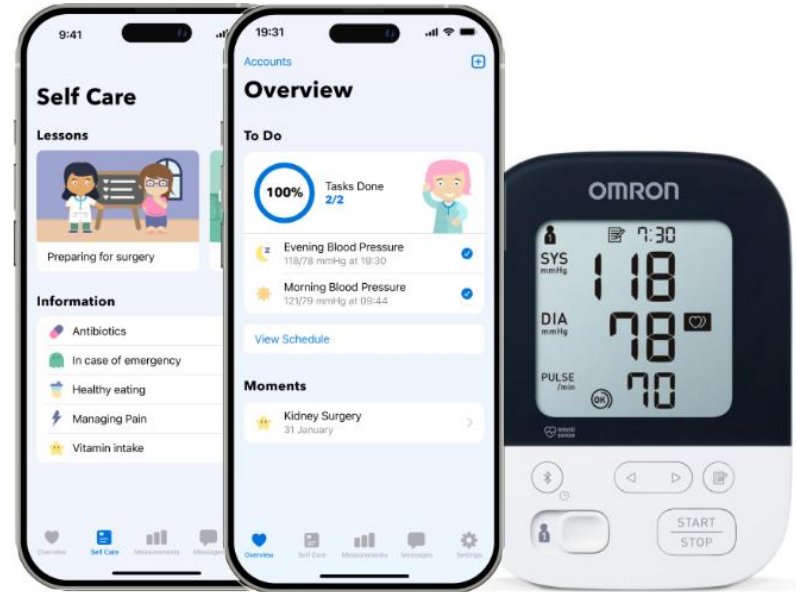 9:41
Self Care
Lessons
Preparing for surgery
Information
Antibiotics
In case of emergency
Healthy eating
Managing Pain
Vitamin intake
Overview
Self Care
Measurements
Messages
19:31
Accounts
Overview
To Do
100%
Tasks Done
2/2
Evening Blood Pressure
118/78 mmHg at 19:30
Morning Blood Pressure
121/79 mmHg at 09:44
View Schedule
Moments
Kidney Surgery
31 January
Overview
Self Care
Measurements
Messages
Settings
OMRON
7:30
SYS
mmHg
118
DIA
mmHg
78
PULSE
/min
OK
70
intelli
sense
START
STOP